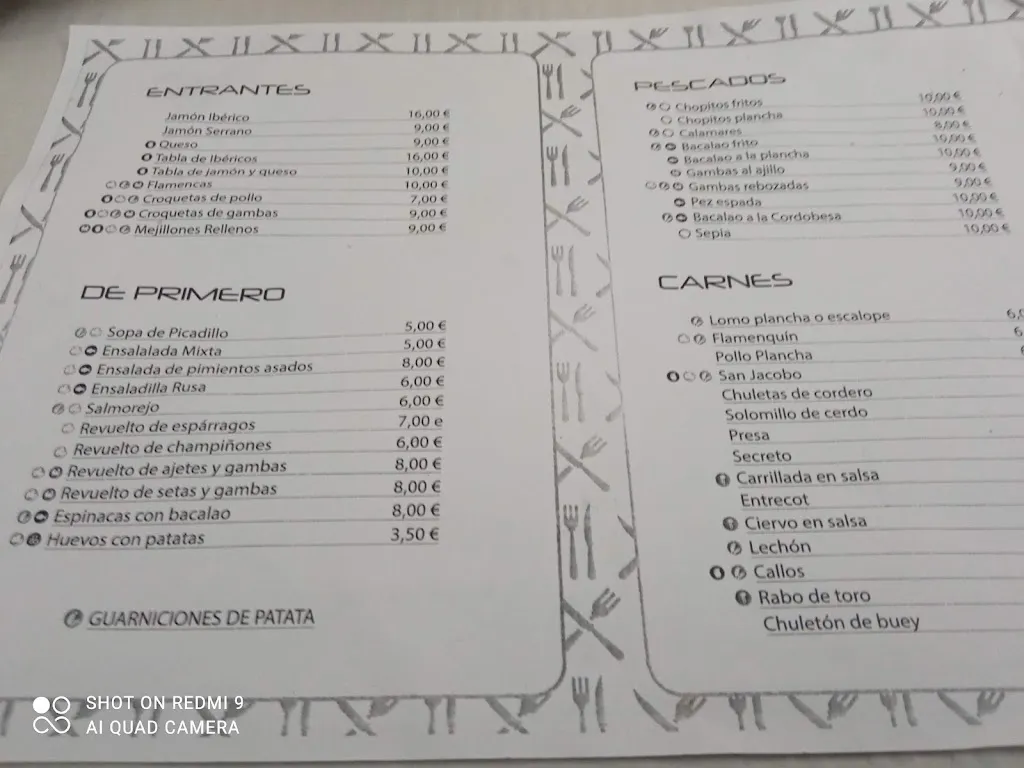 ENTRANTES
Jamón Ibérico 16,00 €
Jamón Serrano 9,00 €
Queso 9,00 €
Tabla de Ibéricos 16,00 €
Tabla de jamón y queso 10,00 €
Flamencas 10,00 €
Croquetas de pollo 7,00 €
Croquetas de gambas 9,00 €
Mejillones Rellenos 9,00 €
DE PRIMERO
Sopa de Picadillo 5,00 €
Ensalalada Mixta 5,00 €
Ensalada de pimientos asados 8,00 €
Ensaladilla Rusa 6,00 €
Salmorejo 6,00 €
Revuelto de espárragos 7,00 e
Revuelto de champiñones 6,00 €
Revuelto de ajetes y gambas 8,00 €
Revuelto de setas y gambas 8,00 €
Espinacas con bacalao 8,00 €
Huevos con patatas 3,50 €
GUARNICIONES DE PATATA
PESCADOS
Chopitos fritos 10,00 €
Chopitos plancha 10,00 €
Calamares 8,00 €
Bacalao frito 10,00 €
Bacalao a la plancha 10,00 €
Gambas al ajillo 9,00 €
Gambas rebozadas 9,00 €
Pez espada 10,00 €
Bacalao a la Cordobesa 10,00 €
Sepia 10,00 €
CARNES
Lomo plancha o escalope
Flamenquín
Pollo Plancha
San Jacobo
Chuletas de cordero
Solomillo de cerdo
Presa
Secreto
Carrillada en salsa
Entrecot
Ciervo en salsa
Lechón
Callos
Rabo de toro
Chuletón de buey
SHOT ON REDMI 9
AI QUAD CAMERA